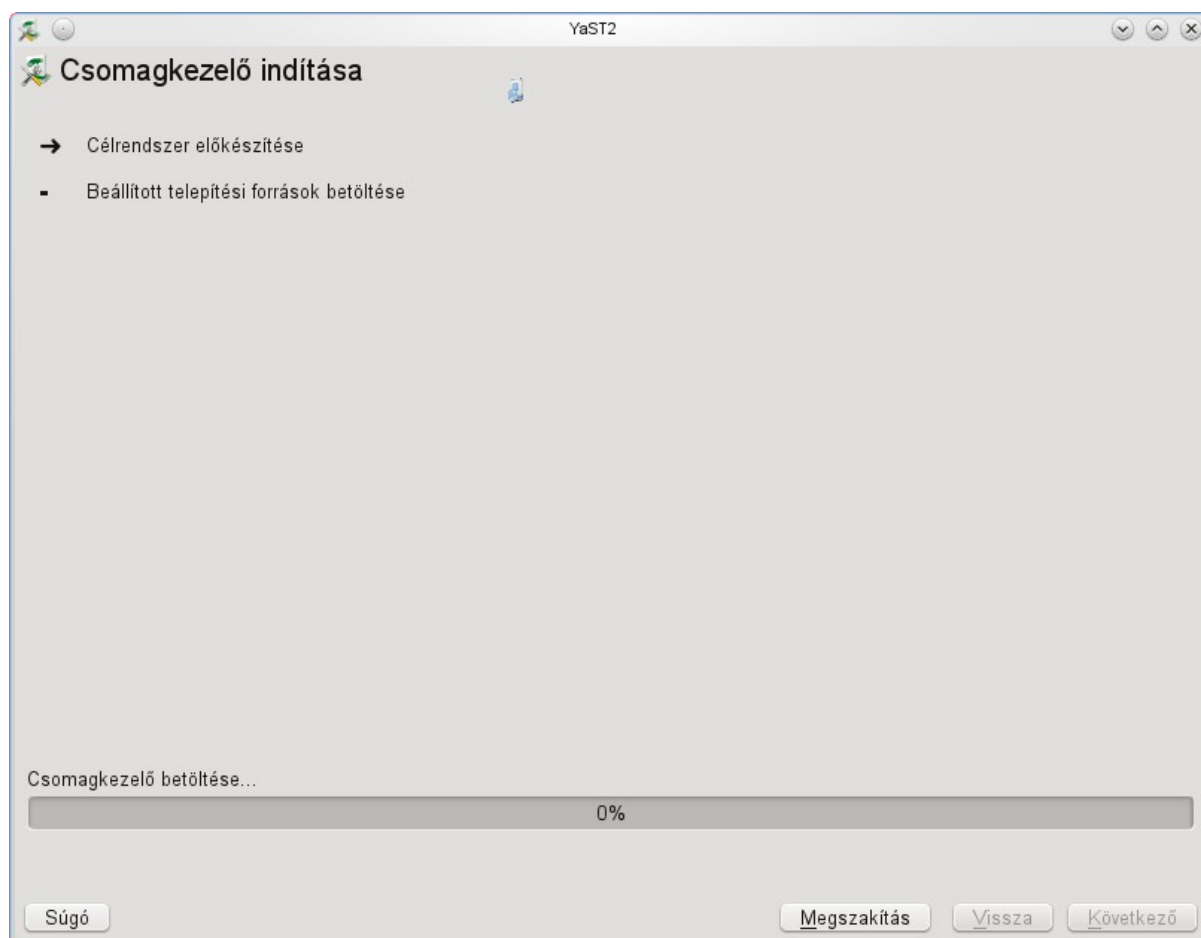 YaST2
Csomagkezelő indítása
Célrendszer előkészítése
Beállított telepítési források betöltése
Csomagkezelő betöltése...
0%
Súgó
Megszakítás
Vissza
Következő